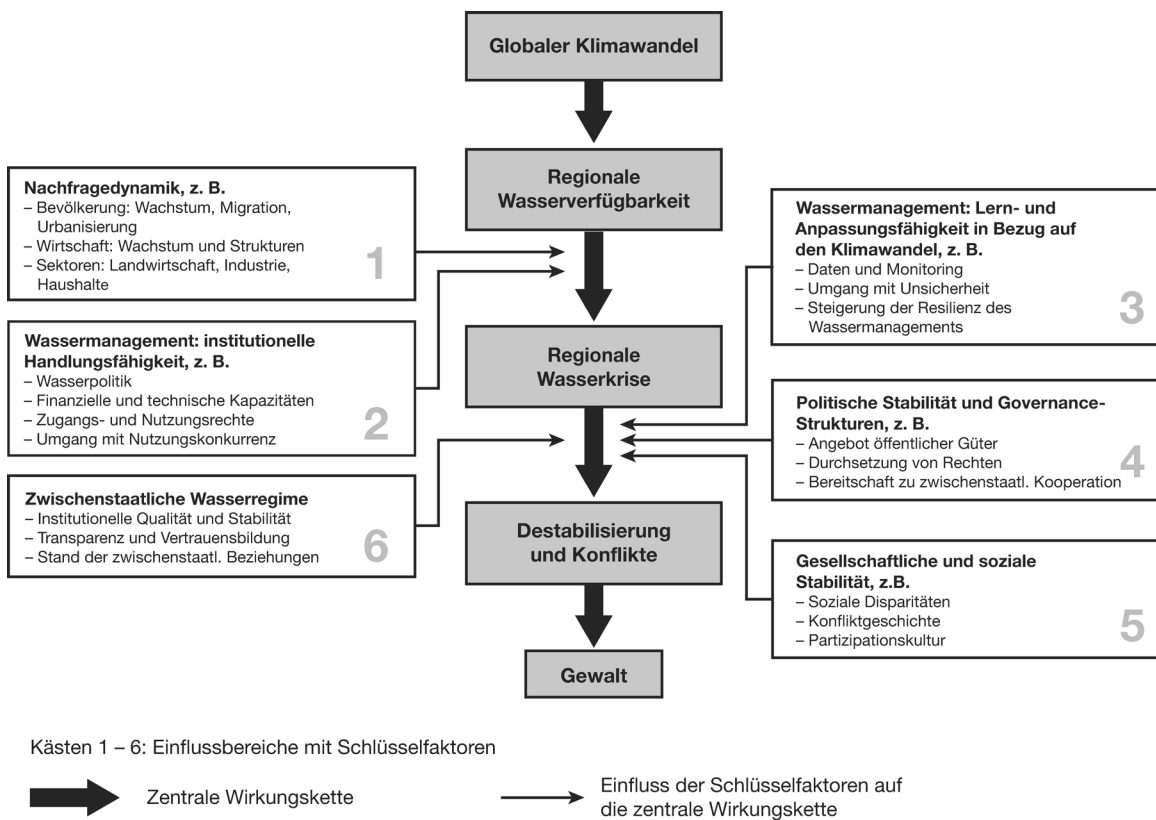 Globaler Klimawandel
Regionale
Wasserverfügbarkeit
Nachfragedynamik, z. B.
– Bevölkerung: Wachstum, Migration,
Urbanisierung
– Wirtschaft: Wachstum und Strukturen
– Sektoren: Landwirtschaft, Industrie,
Haushalte
1
Wassermanagement: institutionelle
Handlungsfähigkeit, z. B.
– Wasserpolitik
– Finanzielle und technische Kapazitäten
– Zugangs- und Nutzungsrechte
– Umgang mit Nutzungskonkurrenz
2
Wassermanagement: Lern- und
Anpassungsfähigkeit in Bezug auf
den Klimawandel, z. B.
– Daten und Monitoring
– Umgang mit Unsicherheit
– Steigerung der Resilienz des
Wassermanagements
3
Regionale
Wasserkrise
Politische Stabilität und Governance-
Strukturen, z. B.
– Angebot öffentlicher Güter
– Durchsetzung von Rechten
– Bereitschaft zu zwischenstaatl. Kooperation
4
Zwischenstaatliche Wasserregime
– Institutionelle Qualität und Stabilität
– Transparenz und Vertrauensbildung
– Stand der zwischenstaatl. Beziehungen
6
Destabilisierung
und Konflikte
Gesellschaftliche und soziale
Stabilität, z.B.
– Soziale Disparitäten
– Konfliktgeschichte
– Partizipationskultur
5
Gewalt
Kästen 1 – 6: Einflussbereiche mit Schlüsselfaktoren
Zentrale Wirkungskette
Einfluss der Schlüsselfaktoren auf
die zentrale Wirkungskette